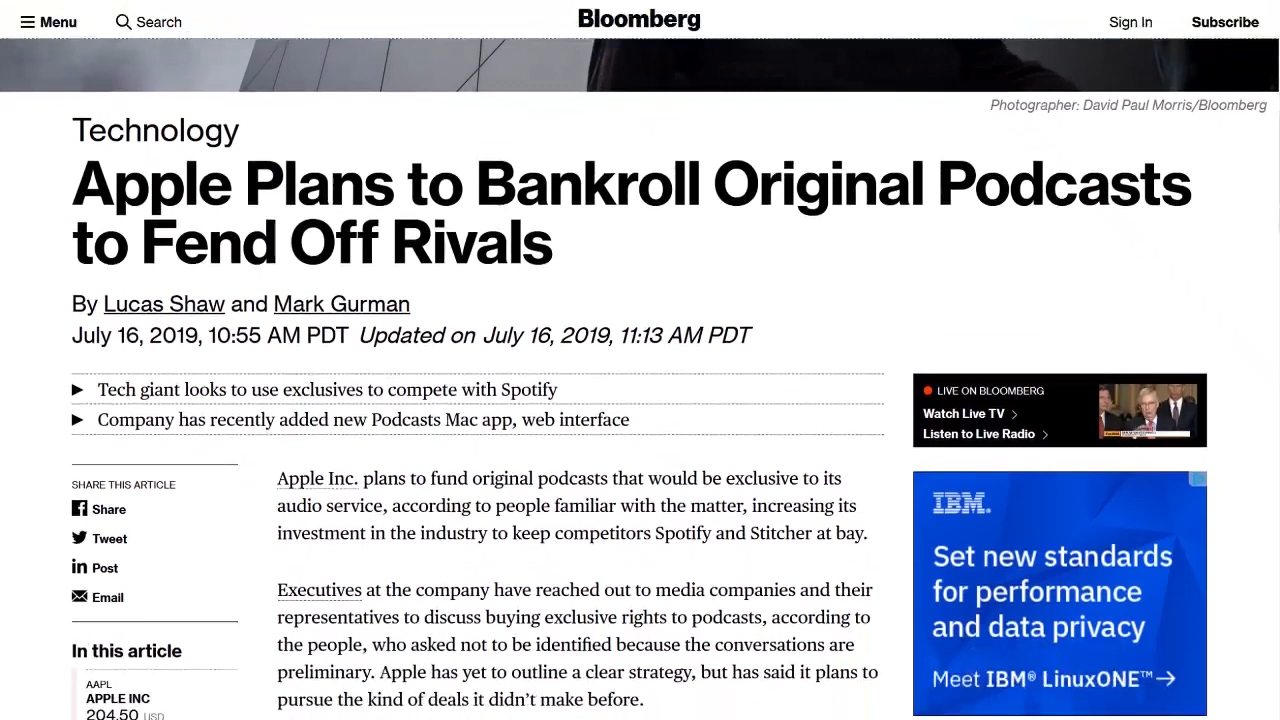 Menu
Search
Bloomberg
Sign In
Subscribe
Photographer: David Paul Morris/Bloomberg
Technology
Apple Plans to Bankroll Original Podcasts
to Fend Off Rivals
By Lucas Shaw and Mark Gurman
July 16, 2019, 10:55 AM PDT Updated on July 16, 2019, 11:13 AM PDT
Tech giant looks to use exclusives to compete with Spotify
Company has recently added new Podcasts Mac app, web interface
LIVE ON BLOOMBERG
Watch Live TV
Listen to Live Radio
SHARE THIS ARTICLE
Share
Tweet
Post
Email
In this article
AAPL
APPLE INC
204.50 USD
Apple Inc. plans to fund original podcasts that would be exclusive to its
audio service, according to people familiar with the matter, increasing its
investment in the industry to keep competitors Spotify and Stitcher at bay.
Executives at the company have reached out to media companies and their
representatives to discuss buying exclusive rights to podcasts, according to
the people, who asked not to be identified because the conversations are
preliminary. Apple has yet to outline a clear strategy, but has said it plans to
pursue the kind of deals it didn’t make before.
IBM.
Set new standards
for performance
and data privacy
Meet IBM® LinuxONE™→